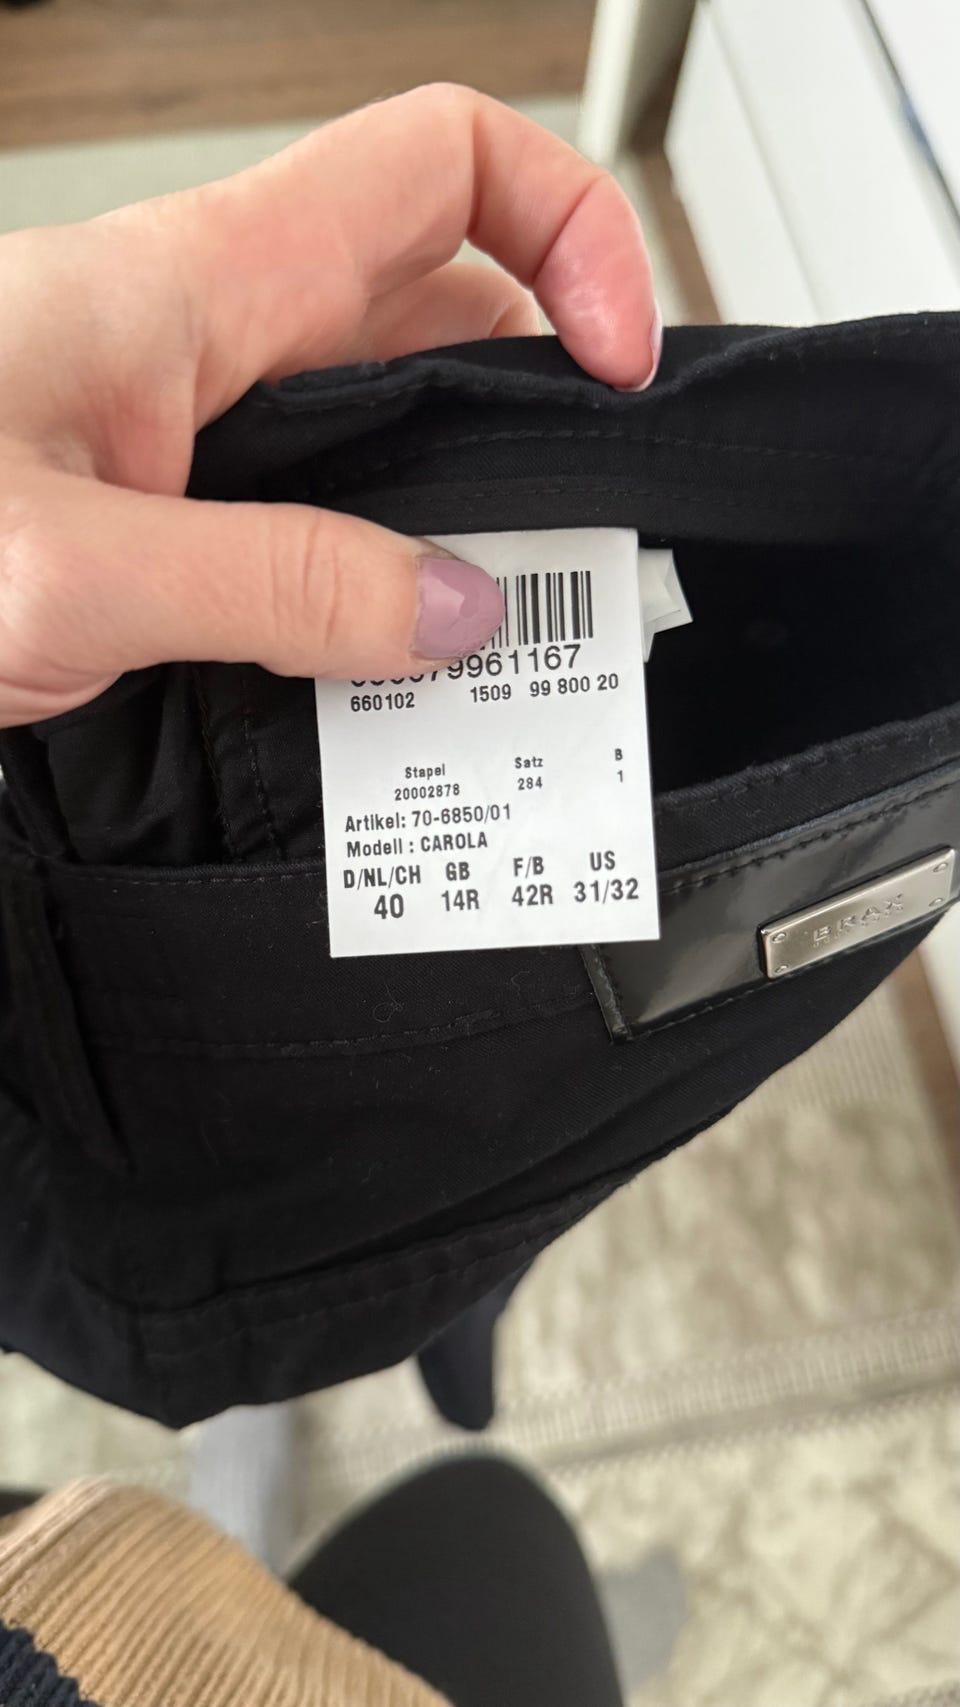 79961167
660102 1509 99 800 20
Stapel Satz B
20002878 284 1
Artikel: 70-6850/01
Modell : CAROLA
D/NL/CH GB F/B US
40 14R 42R 31/32
BRAX